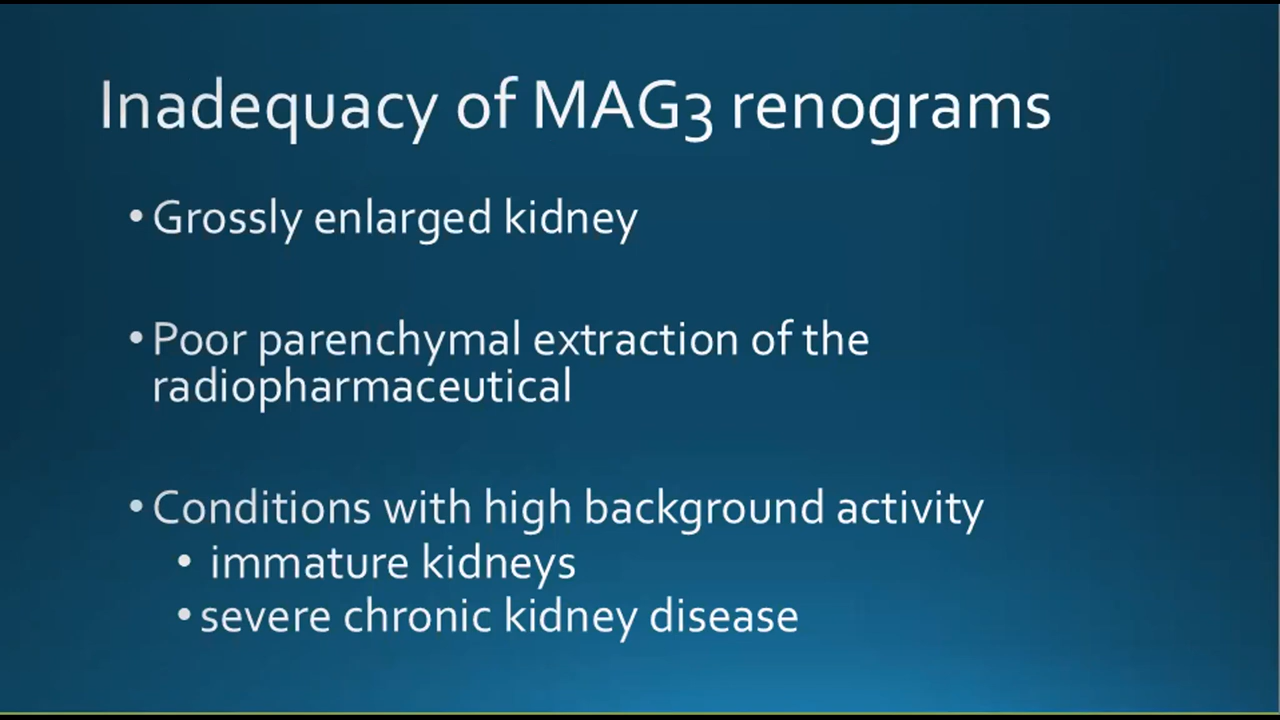 Inadequacy of MAG3 renograms
• Grossly enlarged kidney
• Poor parenchymal extraction of the
radiopharmaceutical
• Conditions with high background activity
• immature kidneys
• severe chronic kidney disease